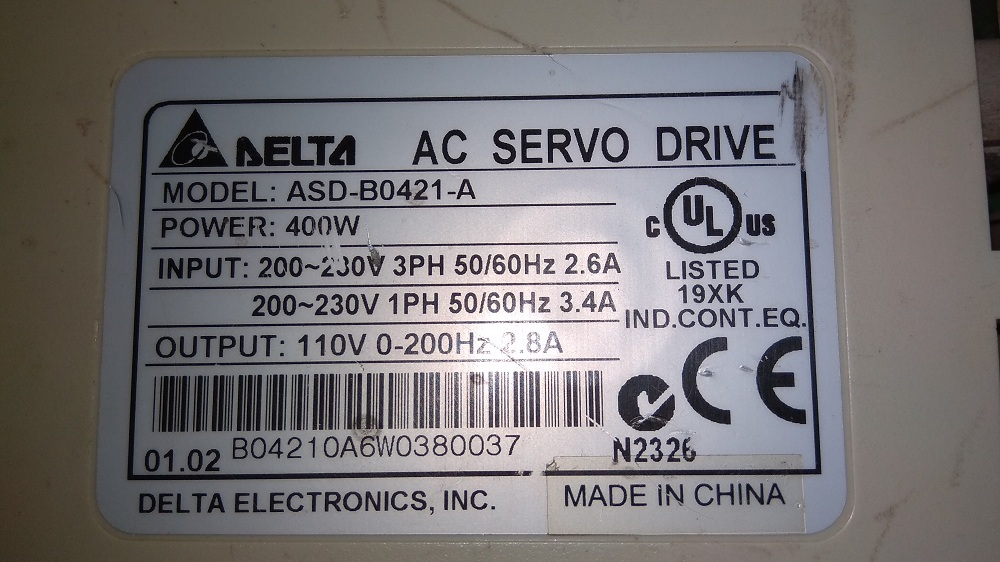 DELTA AC SERVO DRIVE
MODEL: ASD-B0421-A
POWER: 400W
INPUT: 200~230V 3PH 50/60Hz 2.6A
200~230V 1PH 50/60Hz 3.4A
OUTPUT: 110V 0-200Hz 2.8A
C UL US
LISTED
19XK
IND.CONT.EQ.
CE
N2326
01.02 B04210A6W0380037
DELTA ELECTRONICS, INC.
MADE iN CHINA